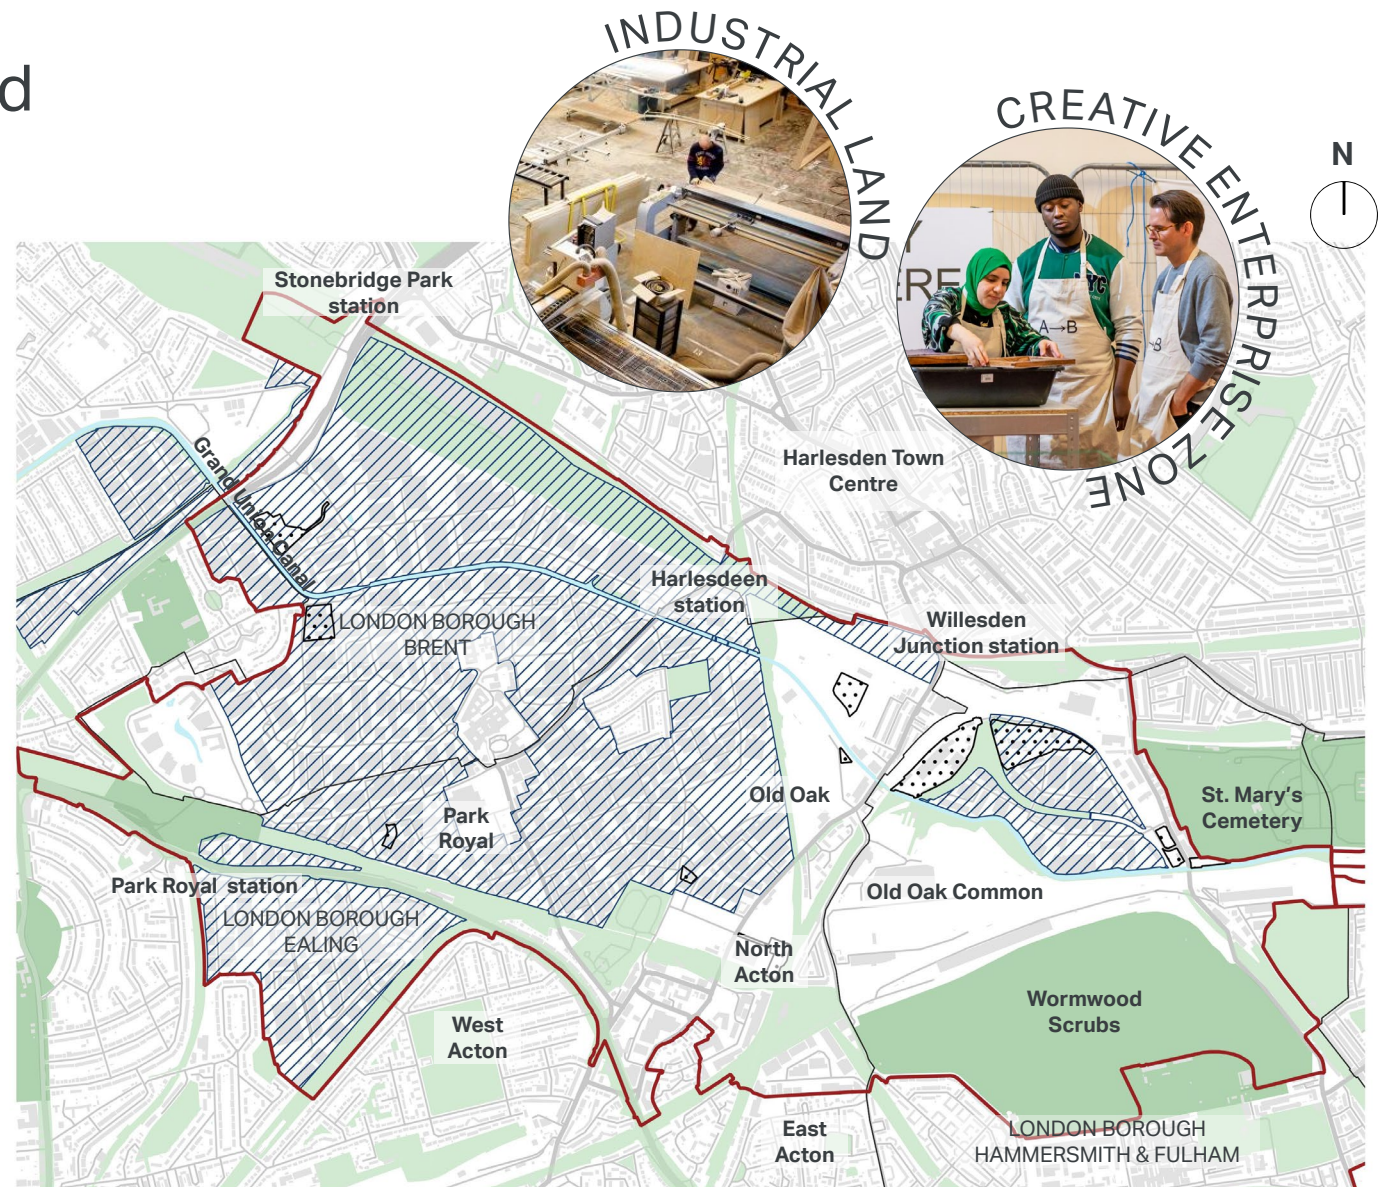 d
INDUSTRIAL LAND
CREATIVE ENTERPRISE ZONE
N
A→B
Stonebridge Park
station
Grand Union Canal
Harlesden Town
Centre
Harlesdeen
station
Willesden
Junction station
LONDON BOROUGH
BRENT
Old Oak
St. Mary's
Cemetery
Park
Royal
Park Royal station
LONDON BOROUGH
EALING
Old Oak Common
North
Acton
Wormwood
Scrubs
West
Acton
East
Acton
LONDON BOROUGH
HAMMERSMITH & FULHAM